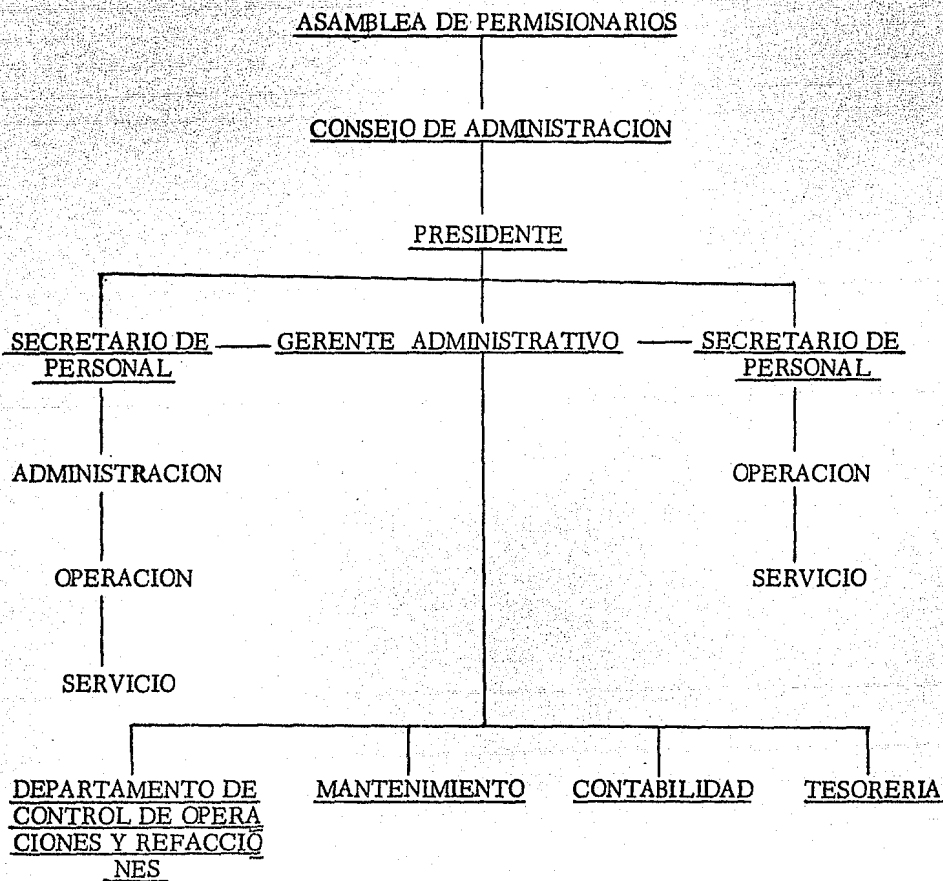 ASAMBLEA DE PERMISIONARIOS
CONSEJO DE ADMINISTRACION
PRESIDENTE
SECRETARIO DE
PERSONAL
GERENTE ADMINISTRATIVO
SECRETARIO DE
PERSONAL
ADMINISTRACION
OPERACION
OPERACION
SERVICIO
SERVICIO
DEPARTAMENTO DE
CONTROL DE OPERA
CIONES Y REFACCIO
NES
MANTENIMIENTO
CONTABILIDAD
TESORERIA